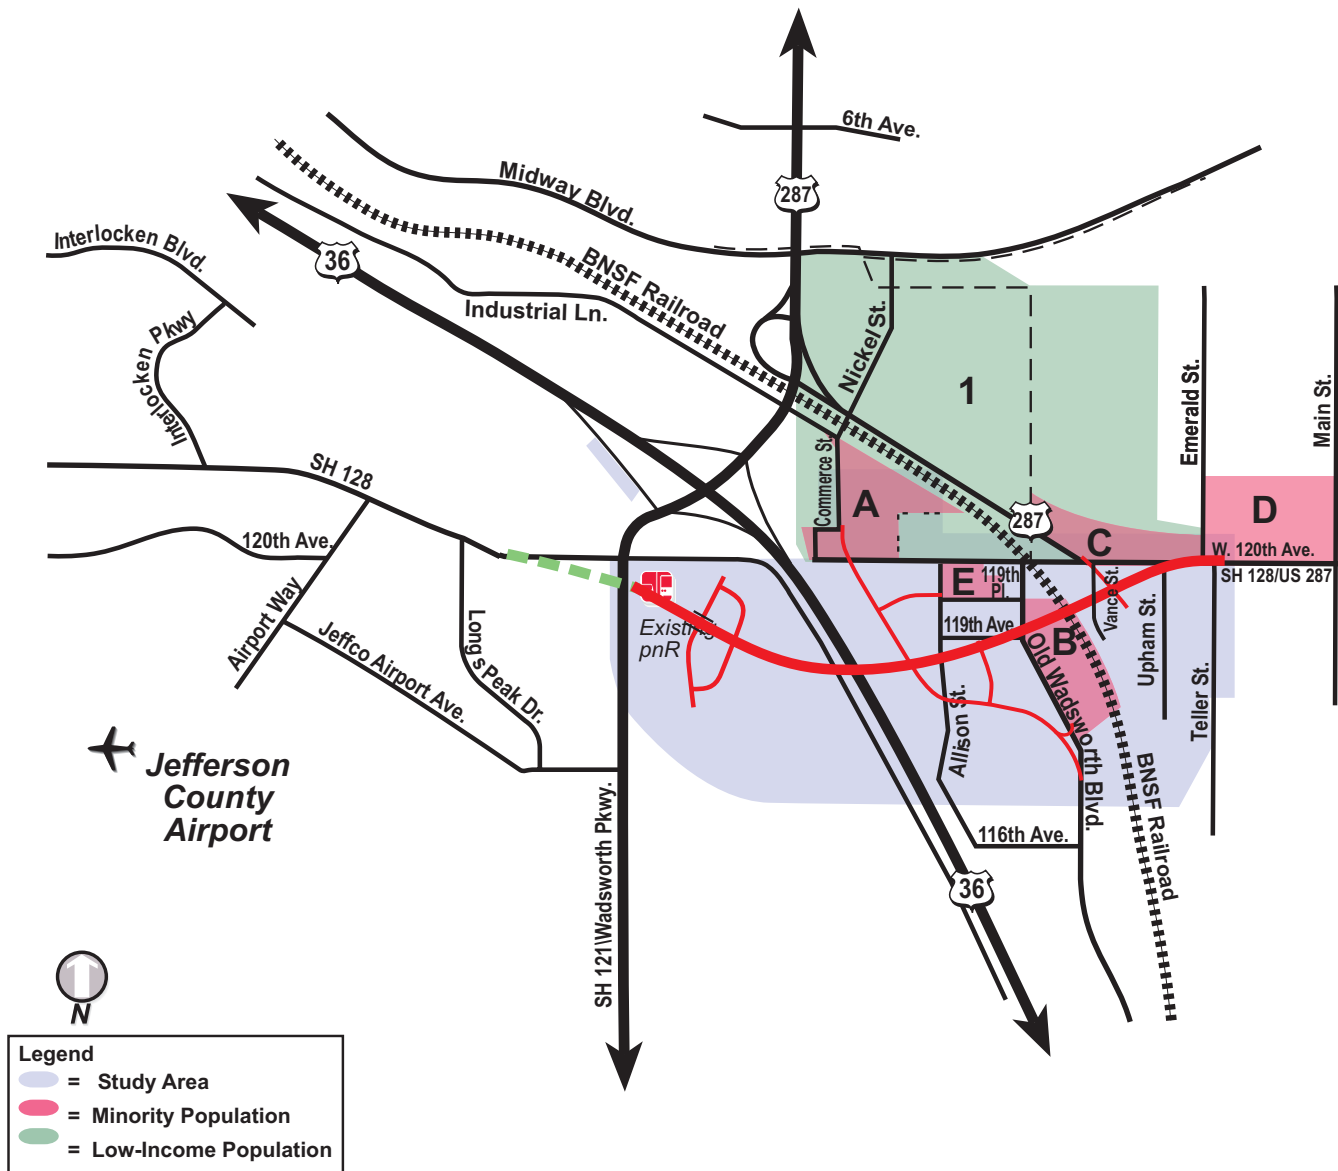 6th Ave.
Midway Blvd.
287
Interlocken Blvd.
36
BNSF Railroad
Industrial Ln.
Interlocken Pkwy
Nickel St.
1
Emerald St.
Main St.
SH 128
Commerce St.
A
287
D
120th Ave.
C
W. 120th Ave.
SH 128/US 287
Airport Way
E
119th
Pl.
Vance St.
Existing
pnR
119th Ave.
B
Upham St.
Jeffco Airport Ave.
Long s Peak Dr.
Old Wadsworth Blvd.
Allison St.
Teller St.
Jefferson
County
Airport
BNSF Railroad
SH 121\Wadsworth Pkwy.
116th Ave.
36
N
Legend
= Study Area
= Minority Population
= Low-Income Population